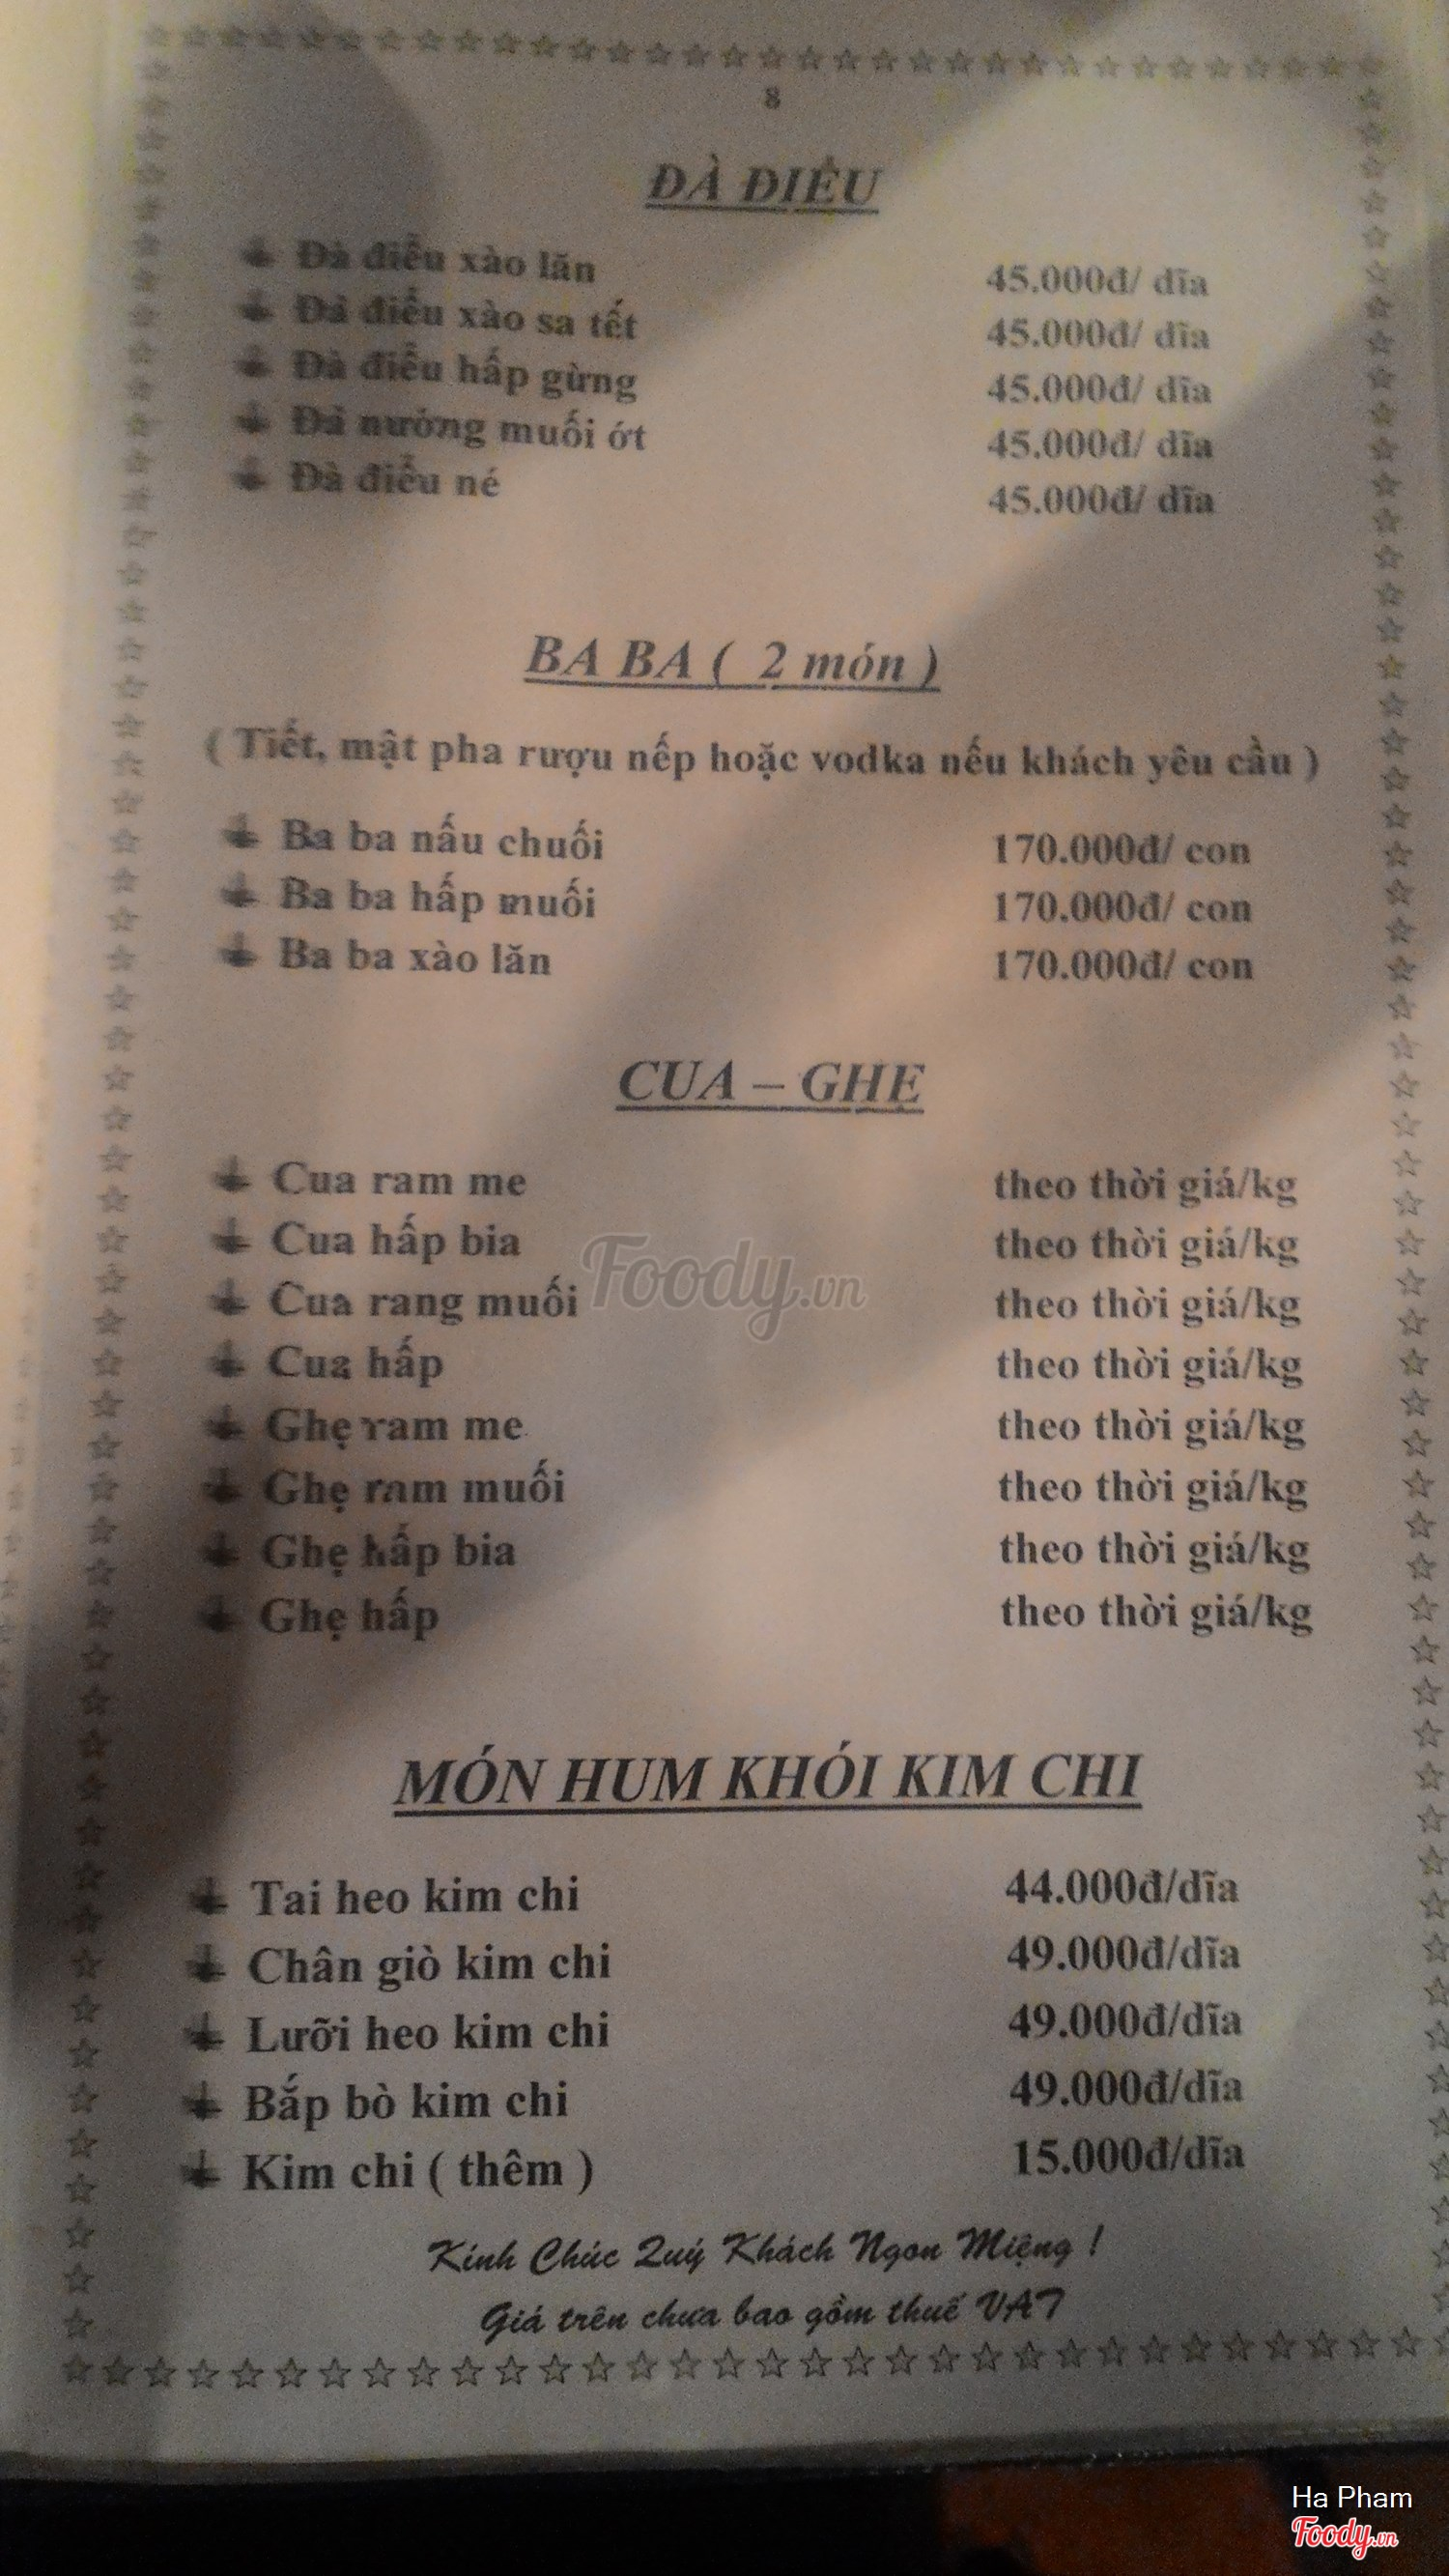 8
ĐÀ ĐIỂU
Đà điểu xào lăn 45.000đ/ dĩa
Đà điểu xào sa tết 45.000đ/ dĩa
Đà điểu hấp gừng 45.000đ/ dĩa
Đà nướng muối ớt 45.000đ/ dĩa
Đà điểu né 45.000đ/ dĩa
BA BA ( 2 món )
( Tiết, mật pha rượu nếp hoặc vodka nếu khách yêu cầu )
Ba ba nấu chuối 170.000đ/ con
Ba ba hấp muối 170.000đ/ con
Ba ba xào lăn 170.000đ/ con
CUA – GHẸ
Cua ram me theo thời giá/kg
Cua hấp bia theo thời giá/kg
Cua rang muối theo thời giá/kg
Cua hấp theo thời giá/kg
Ghẹ ram me theo thời giá/kg
Ghẹ ram muối theo thời giá/kg
Ghẹ hấp bia theo thời giá/kg
Ghẹ hấp theo thời giá/kg
Foody.vn
MÓN HUM KHÓI KIM CHI
Tai heo kim chi 44.000đ/dĩa
Chân giò kim chi 49.000đ/dĩa
Lưỡi heo kim chi 49.000đ/dĩa
Bắp bò kim chi 49.000đ/dĩa
Kim chi ( thêm ) 15.000đ/dĩa
Kính Chúc Quý Khách Ngon Miệng !
Giá trên chưa bao gồm thuế VAT
Ha Pham
Foody.vn